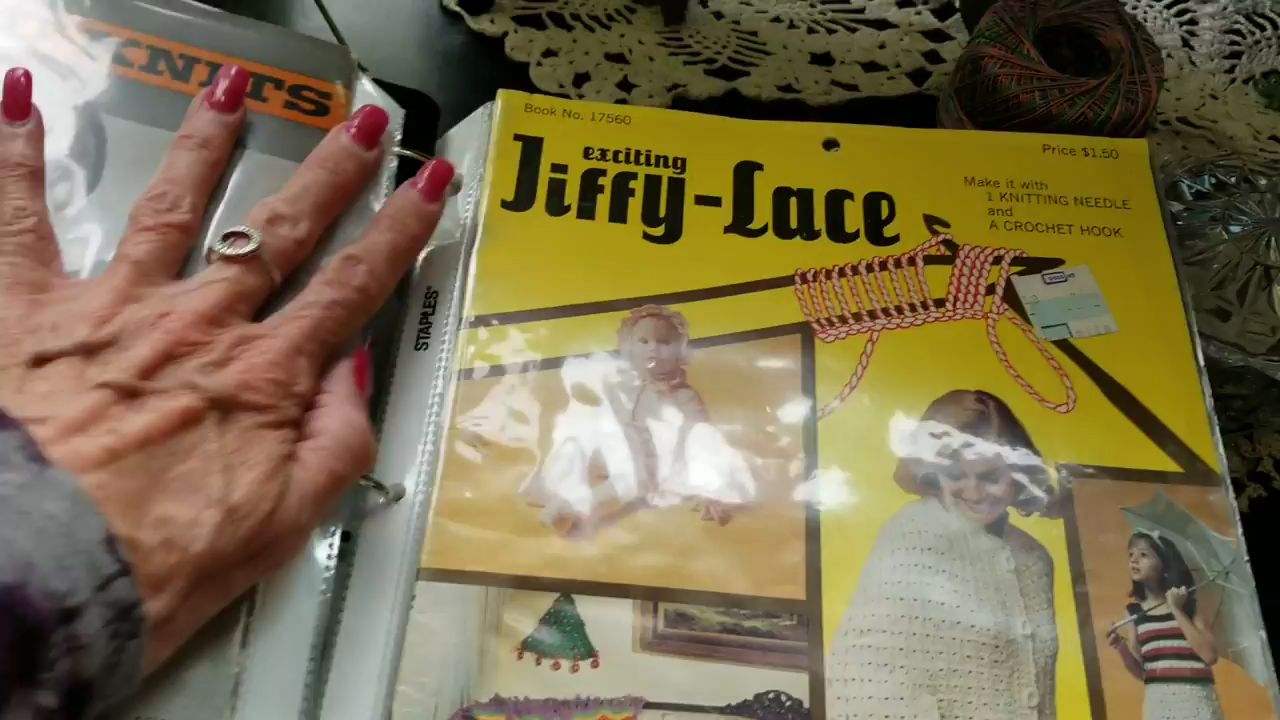 KNITS
STAPLES®
Book No. 17560
Price $1.50
exciting
Jiffy-Lace
Make it with
1 KNITTING NEEDLE
and
A CROCHET HOOK